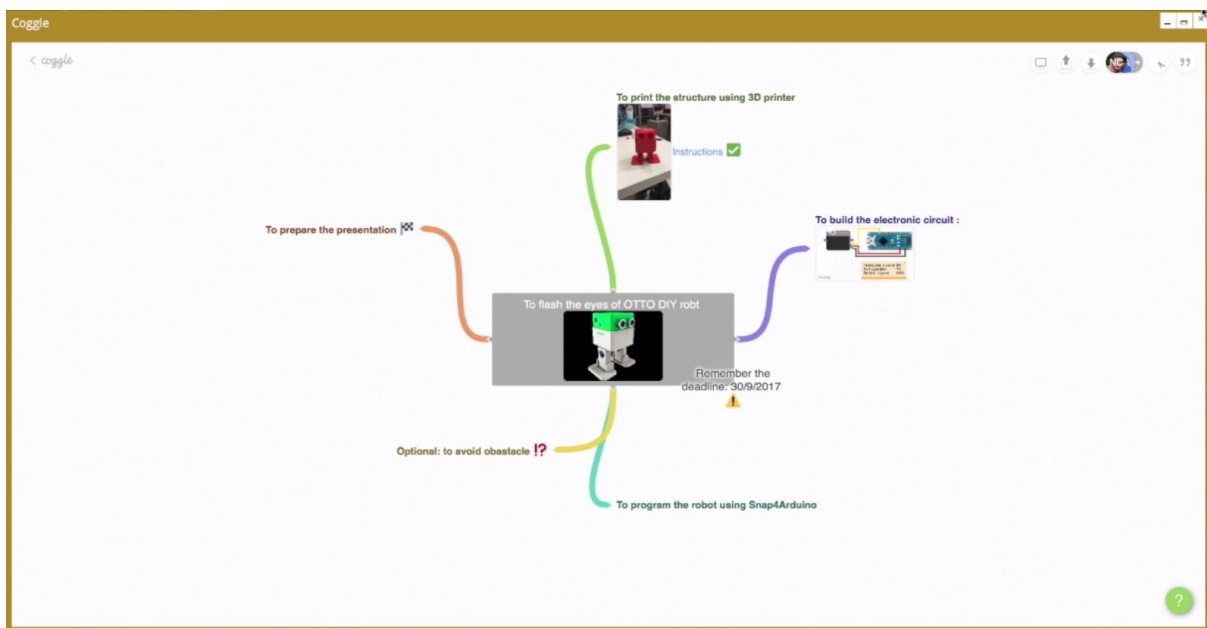 Coggle
coggle
NC
To print the structure using 3D printer
Instructions
To build the electronic circuit :
To prepare the presentation
To flash the eyes of OTTO DIY robt
Remember the
deadline: 30/9/2017
Optional: to avoid obastacle
To program the robot using Snap4Arduino
?